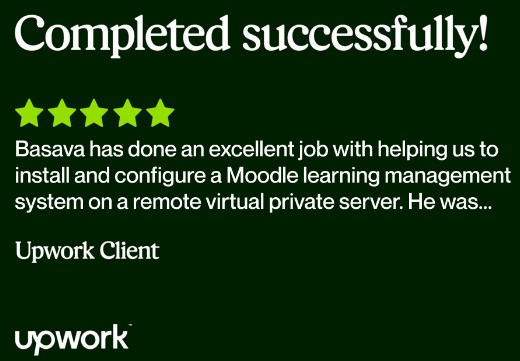 Completed successfully!
Basava has done an excellent job with helping us to
install and configure a Moodle learning management
system on a remote virtual private server. He was...
Upwork Client
upwork